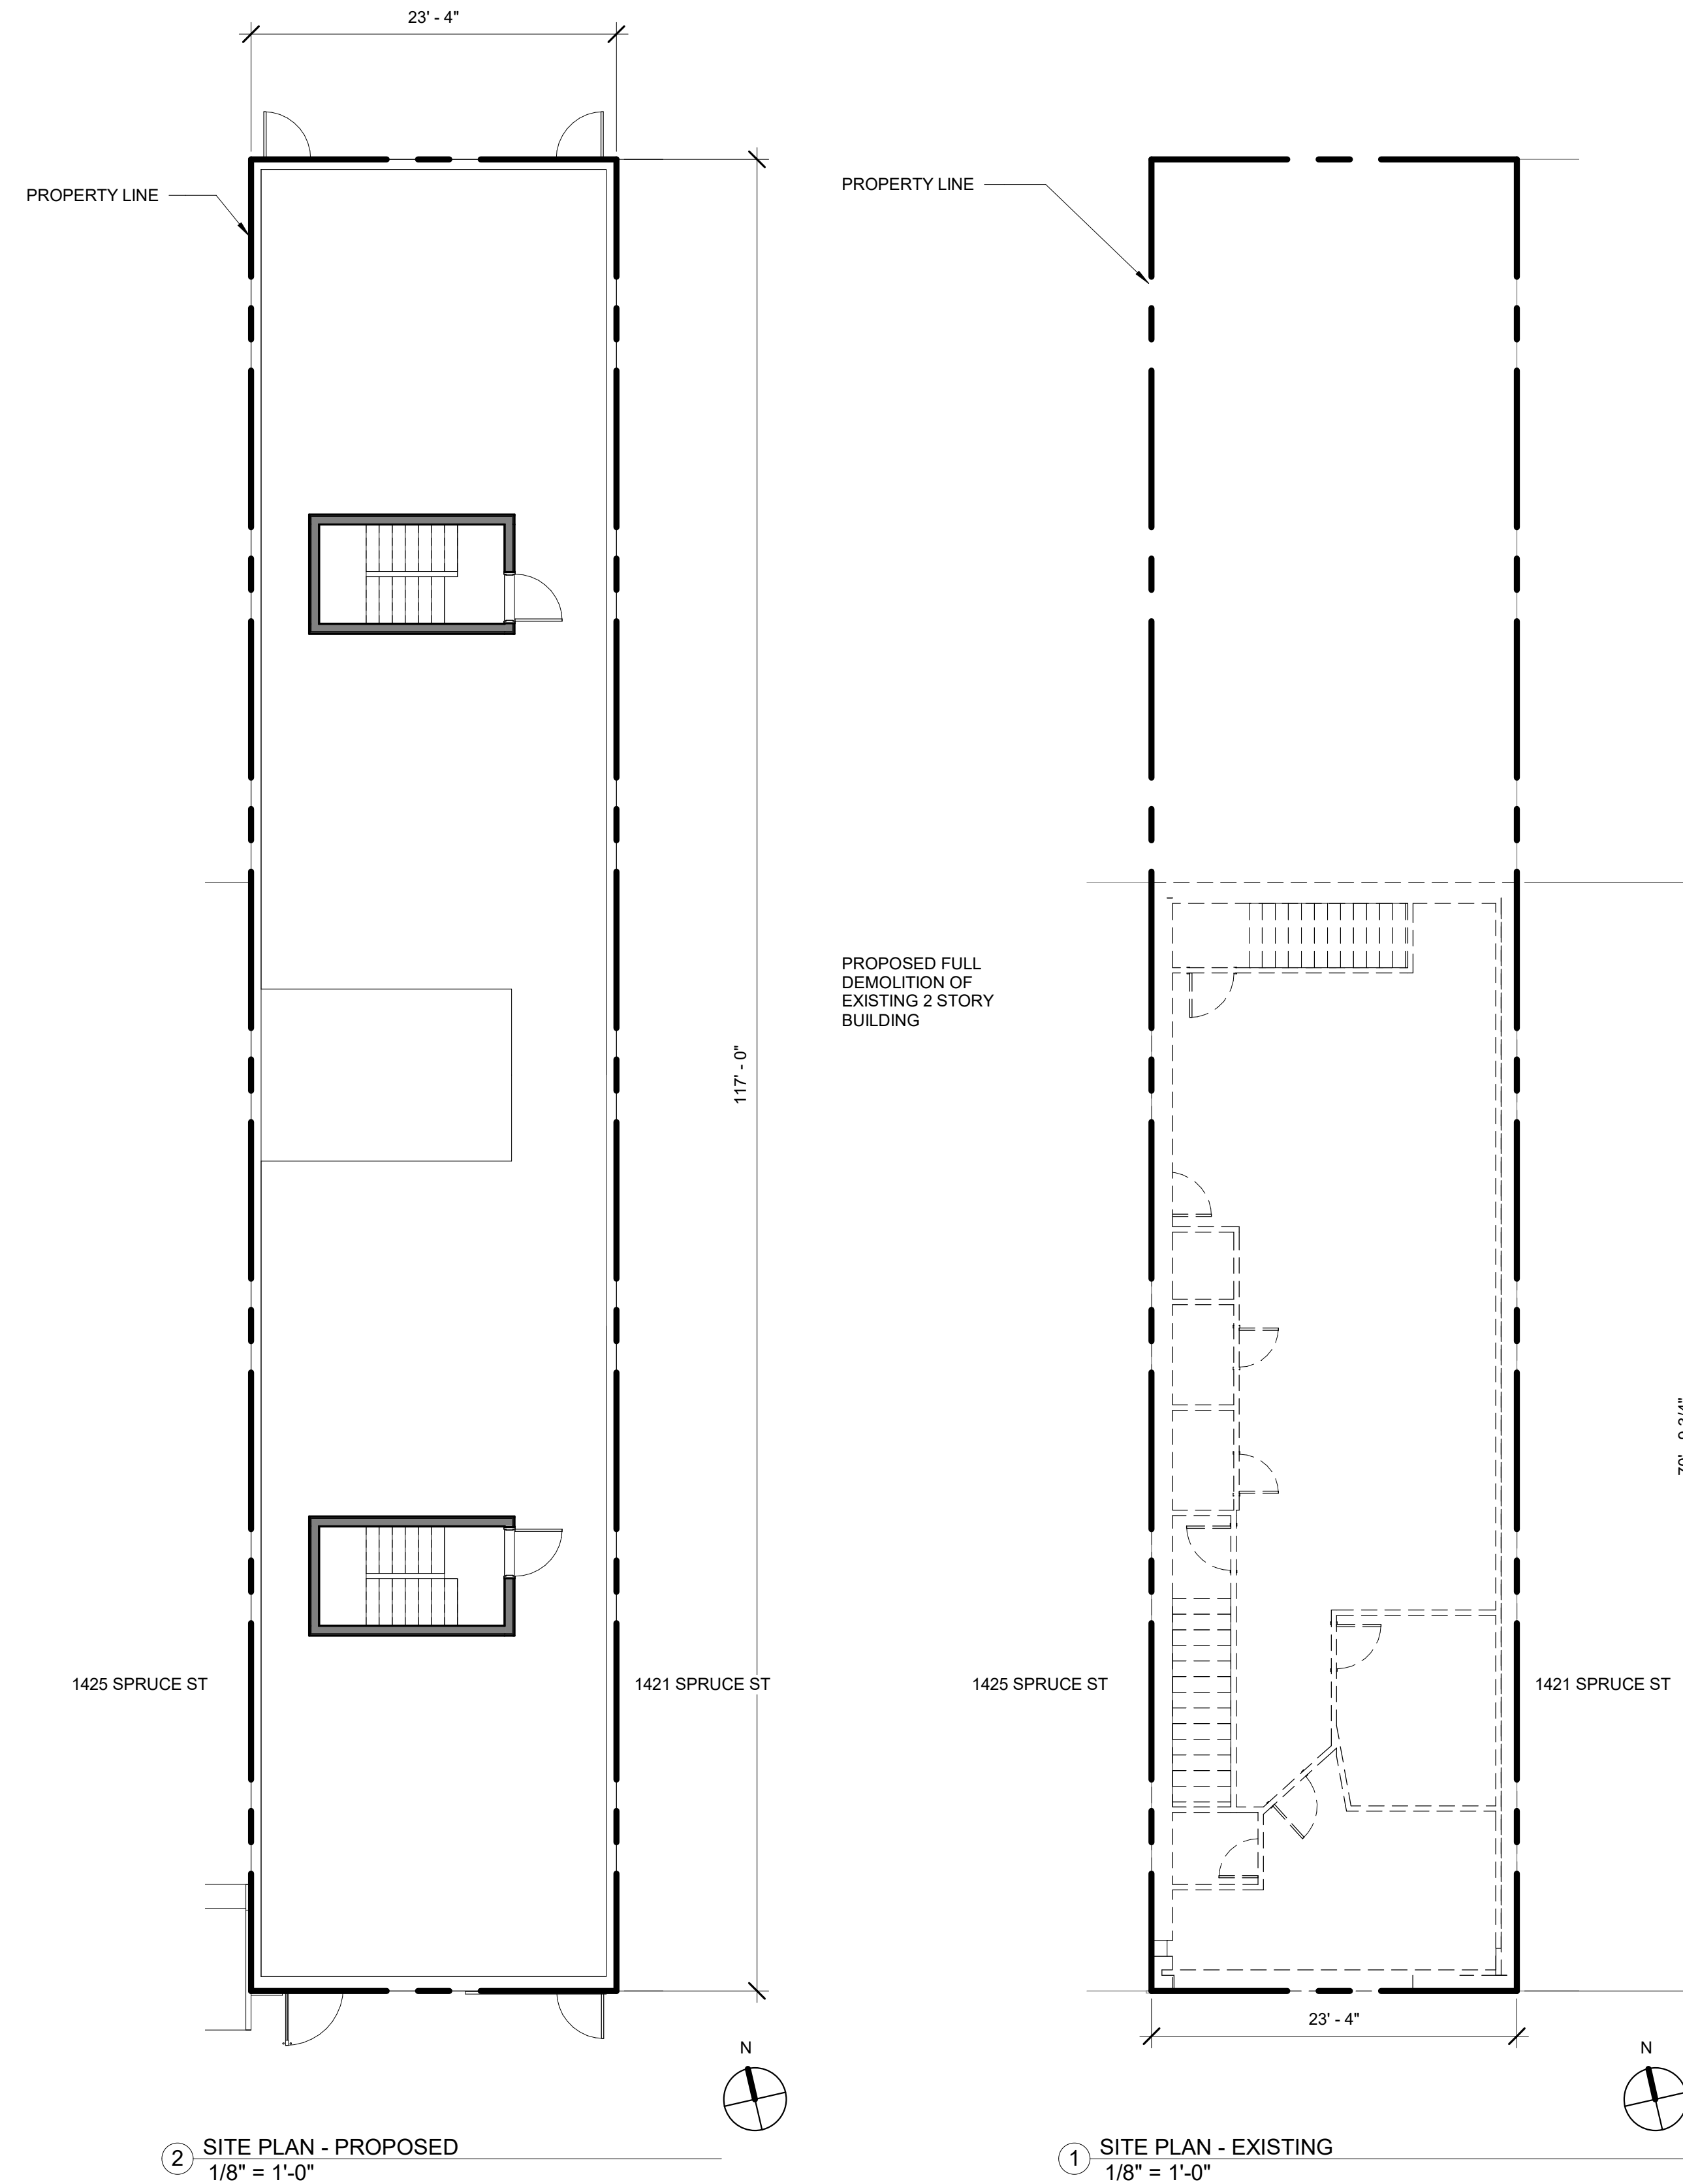 23' - 4"
PROPERTY LINE
117' - 0"
1425 SPRUCE ST
1421 SPRUCE ST
N
2
SITE PLAN - PROPOSED
1/8" = 1'-0"
PROPERTY LINE
PROPOSED FULL
DEMOLITION OF
EXISTING 2 STORY
BUILDING
1425 SPRUCE ST
1421 SPRUCE ST
23' - 4"
N
1
SITE PLAN - EXISTING
1/8" = 1'-0"